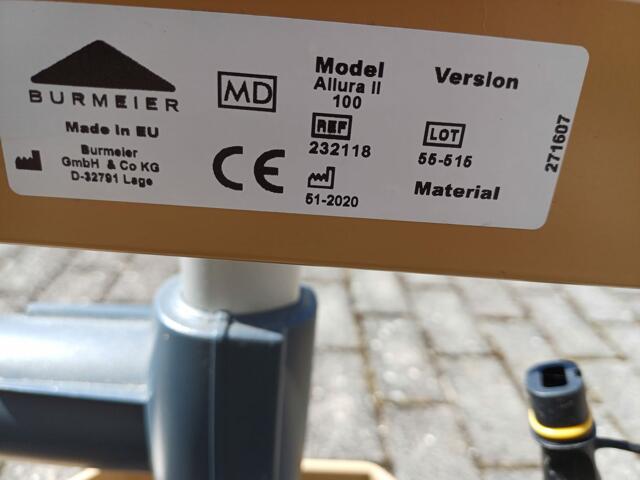 BURMEIER
Made in EU
Burmeier
GmbH & Co KG
D-32791 Lage
MD
CE
Model
Allura II
100
REF
232118
51-2020
Version
LOT
55-515
Material
271607